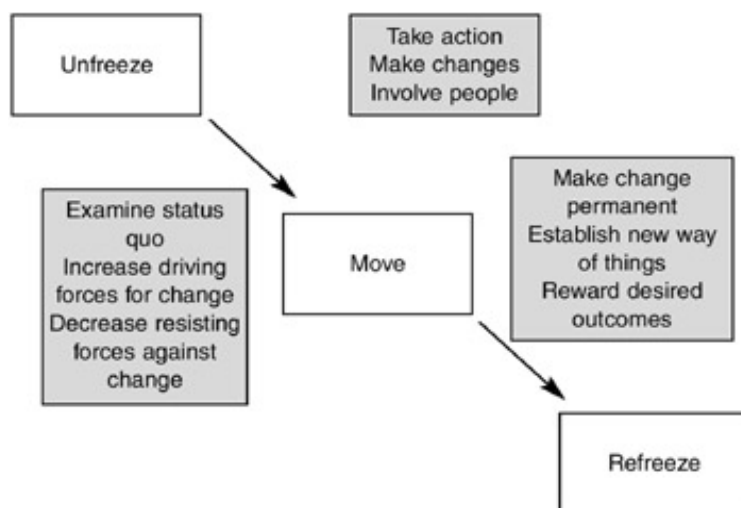 Unfreeze
Take action
Make changes
Involve people
Examine status
quo
Increase driving
forces for change
Decrease resisting
forces against
change
Move
Make change
permanent
Establish new way
of things
Reward desired
outcomes
Refreeze